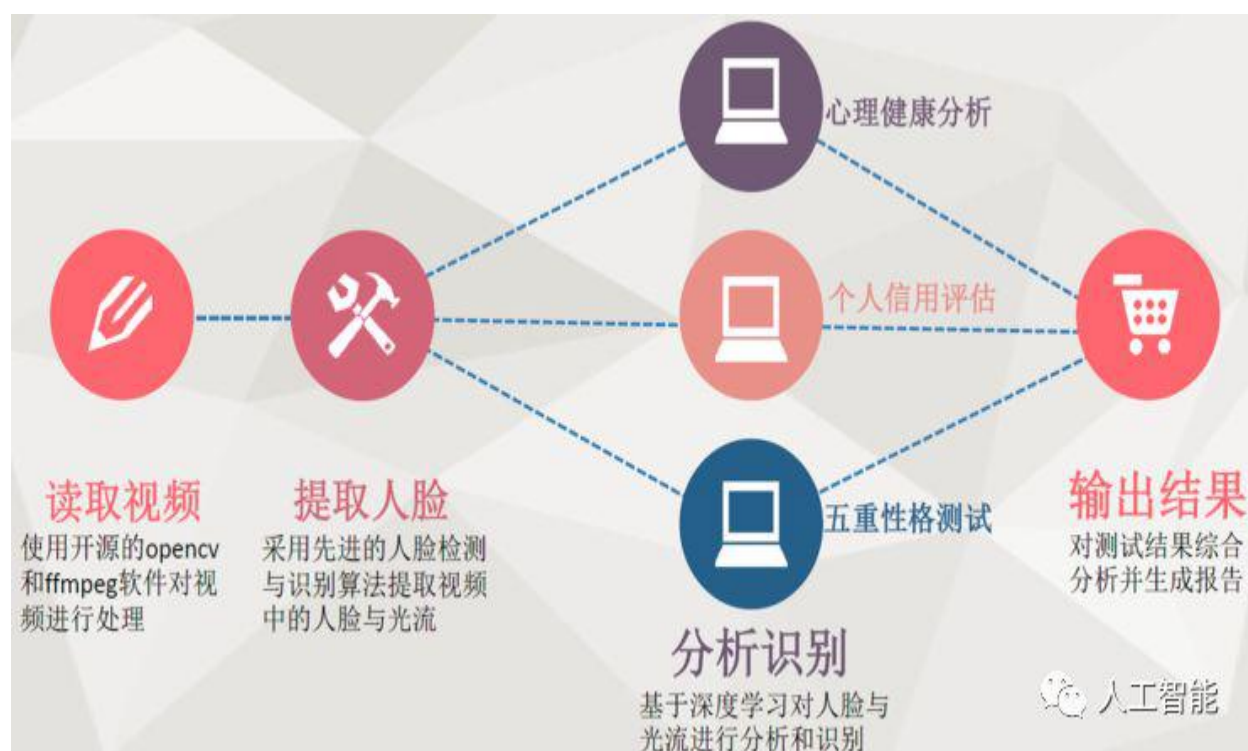 心理健康分析
个人信用评估
五重性格测试
读取视频
使用开源的opencv
和ffmpeg软件对视
频进行处理
提取人脸
采用先进的人脸检测
与识别算法提取视频
中的人脸与光流
分析识别
基于深度学习对人脸与
光流进行分析和识别
输出结果
对测试结果综合
分析并生成报告
人工智能